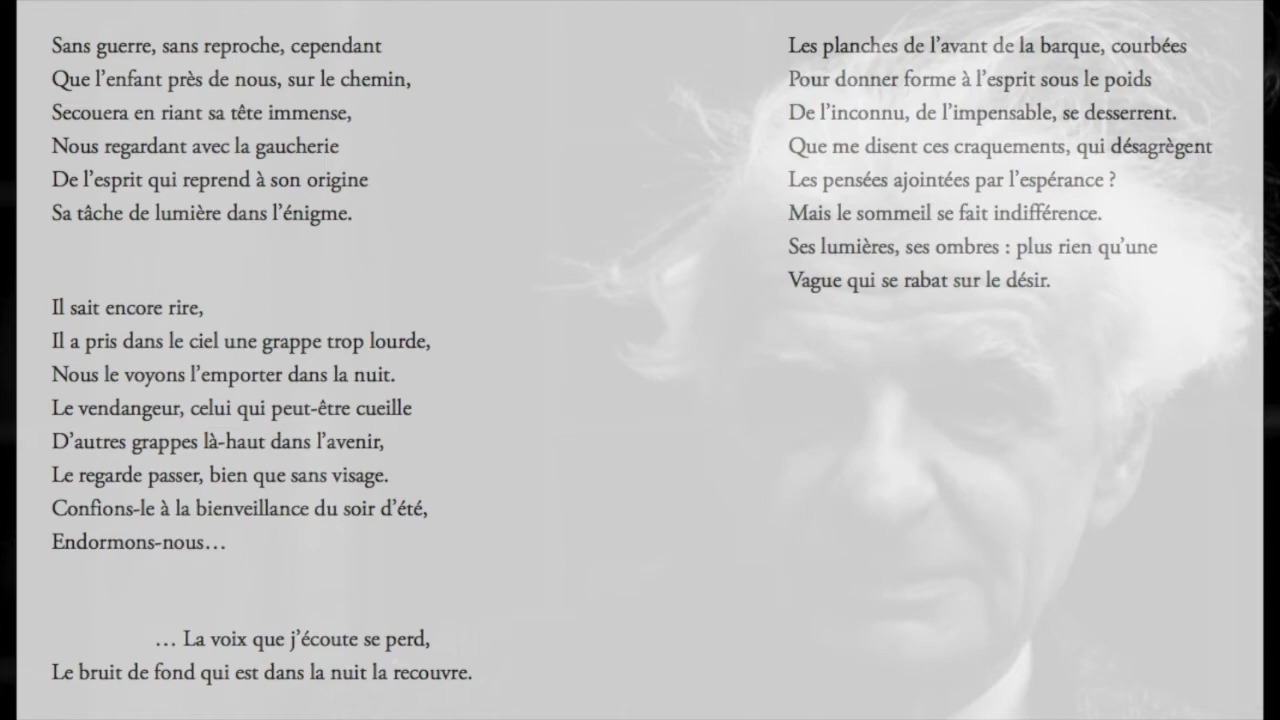 Sans guerre, sans reproche, cependant
Que l’enfant près de nous, sur le chemin,
Secouera en riant sa tête immense,
Nous regardant avec la gaucherie
De l’esprit qui reprend à son origine
Sa tâche de lumière dans l’énigme.
Il sait encore rire,
Il a pris dans le ciel une grappe trop lourde,
Nous le voyons l’emporter dans la nuit.
Le vendangeur, celui qui peut-être cueille
D’autres grappes là-haut dans l’avenir,
Le regarde passer, bien que sans visage.
Confions-le à la bienveillance du soir d’été,
Endormons-nous…
… La voix que j’écoute se perd,
Le bruit de fond qui est dans la nuit la recouvre.
Les planches de l’avant de la barque, courbées
Pour donner forme à l’esprit sous le poids
De l’inconnu, de l’impensable, se desserrent.
Que me disent ces craquements, qui désagrègent
Les pensées ajointées par l’espérance ?
Mais le sommeil se fait indifférence.
Ses lumières, ses ombres : plus rien qu’une
Vague qui se rabat sur le désir.